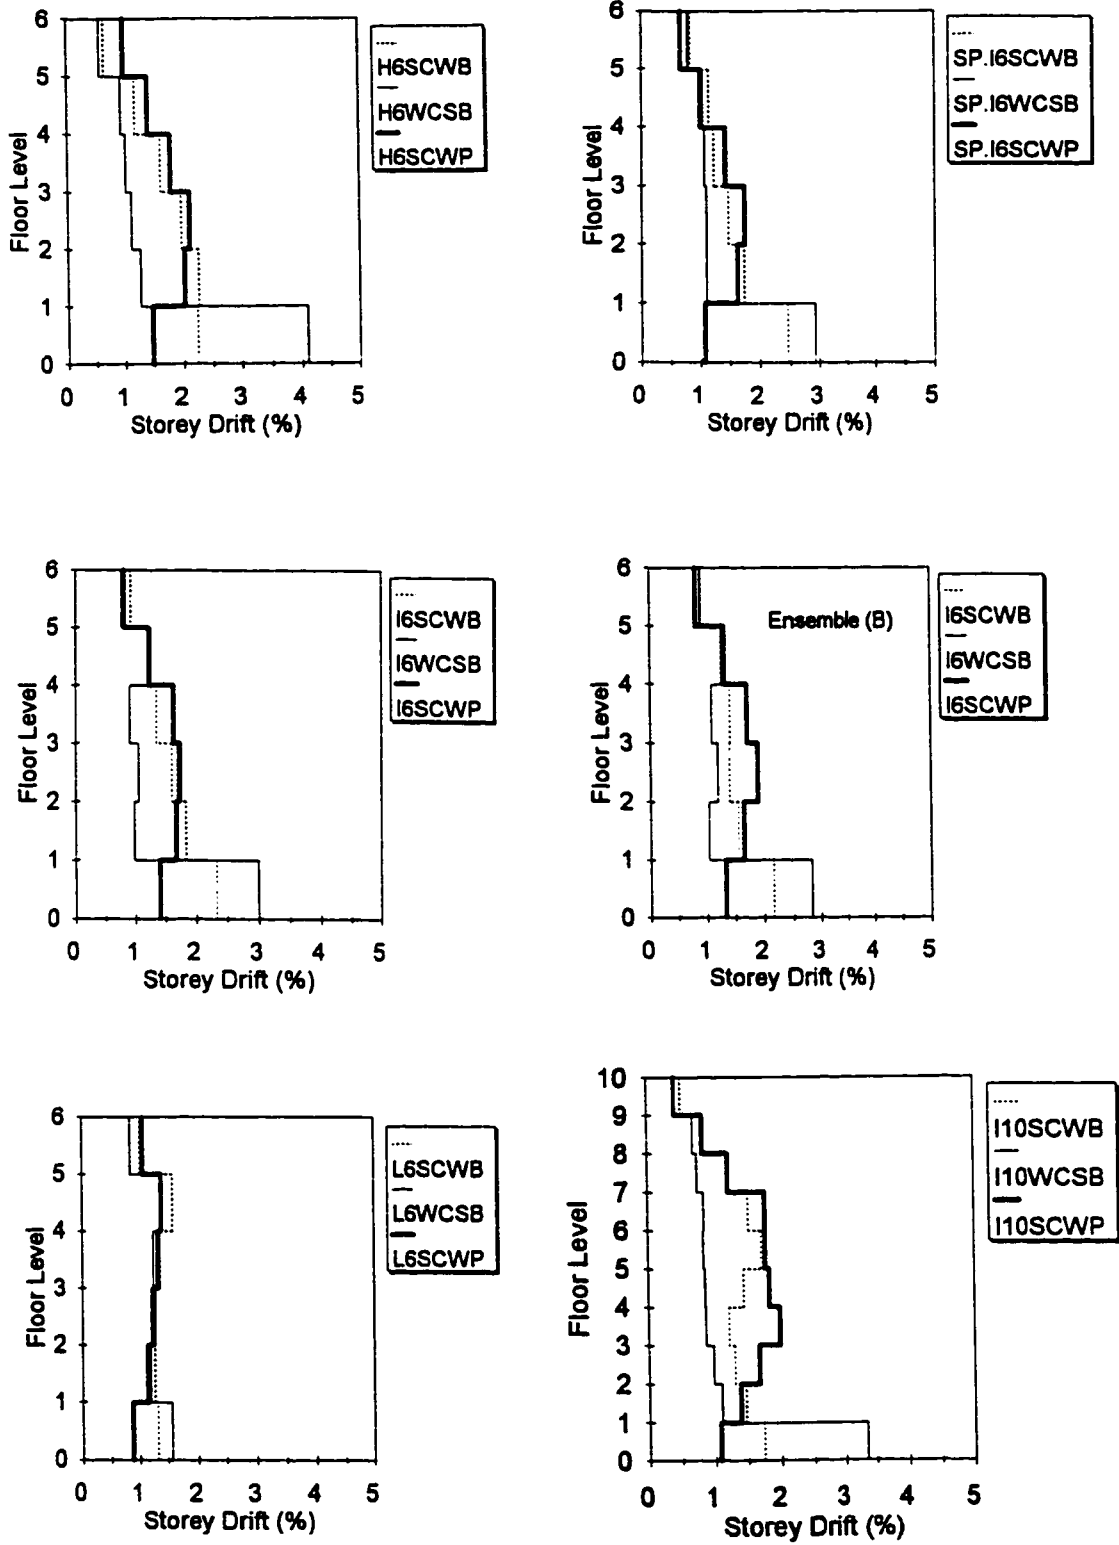 6
5
4
3
2
1
0
Floor Level
0 1 2 3 4 5
Storey Drift (%)
H6SCWB
H6WCSB
H6SCWP
6
5
4
3
2
1
0
Floor Level
0 1 2 3 4 5
Storey Drift (%)
SP.I6SCWB
SP.I6WCSB
SP.I6SCWP
6
5
4
3
2
1
0
Floor Level
0 1 2 3 4 5
Storey Drift (%)
I6SCWB
I6WCSB
I6SCWP
6
5
4
3
2
1
0
Floor Level
Ensemble (B)
0 1 2 3 4 5
Storey Drift (%)
I6SCWB
I6WCSB
I6SCWP
6
5
4
3
2
1
0
Floor Level
0 1 2 3 4 5
Storey Drift (%)
L6SCWB
L6WCSB
L6SCWP
10
9
8
7
6
5
4
3
2
1
0
Floor Level
0 1 2 3 4 5
Storey Drift (%)
I10SCWB
I10WCSB
I10SCWP